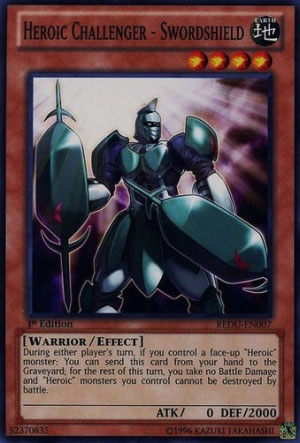 HEROIC CHALLENGER - SWORDSHIELD
EARTH
地
1st Edition
REDU-EN007
[WARRIOR / EFFECT]
During either player's turn, if you control a face-up "Heroic"
monster: You can send this card from your hand to the
Graveyard; for the rest of this turn, you take no Battle Damage
and "Heroic" monsters you control cannot be destroyed by
battle.
ATK/ 0 DEF/2000
52370835
©1996 KAZUKI TAKAHASHI